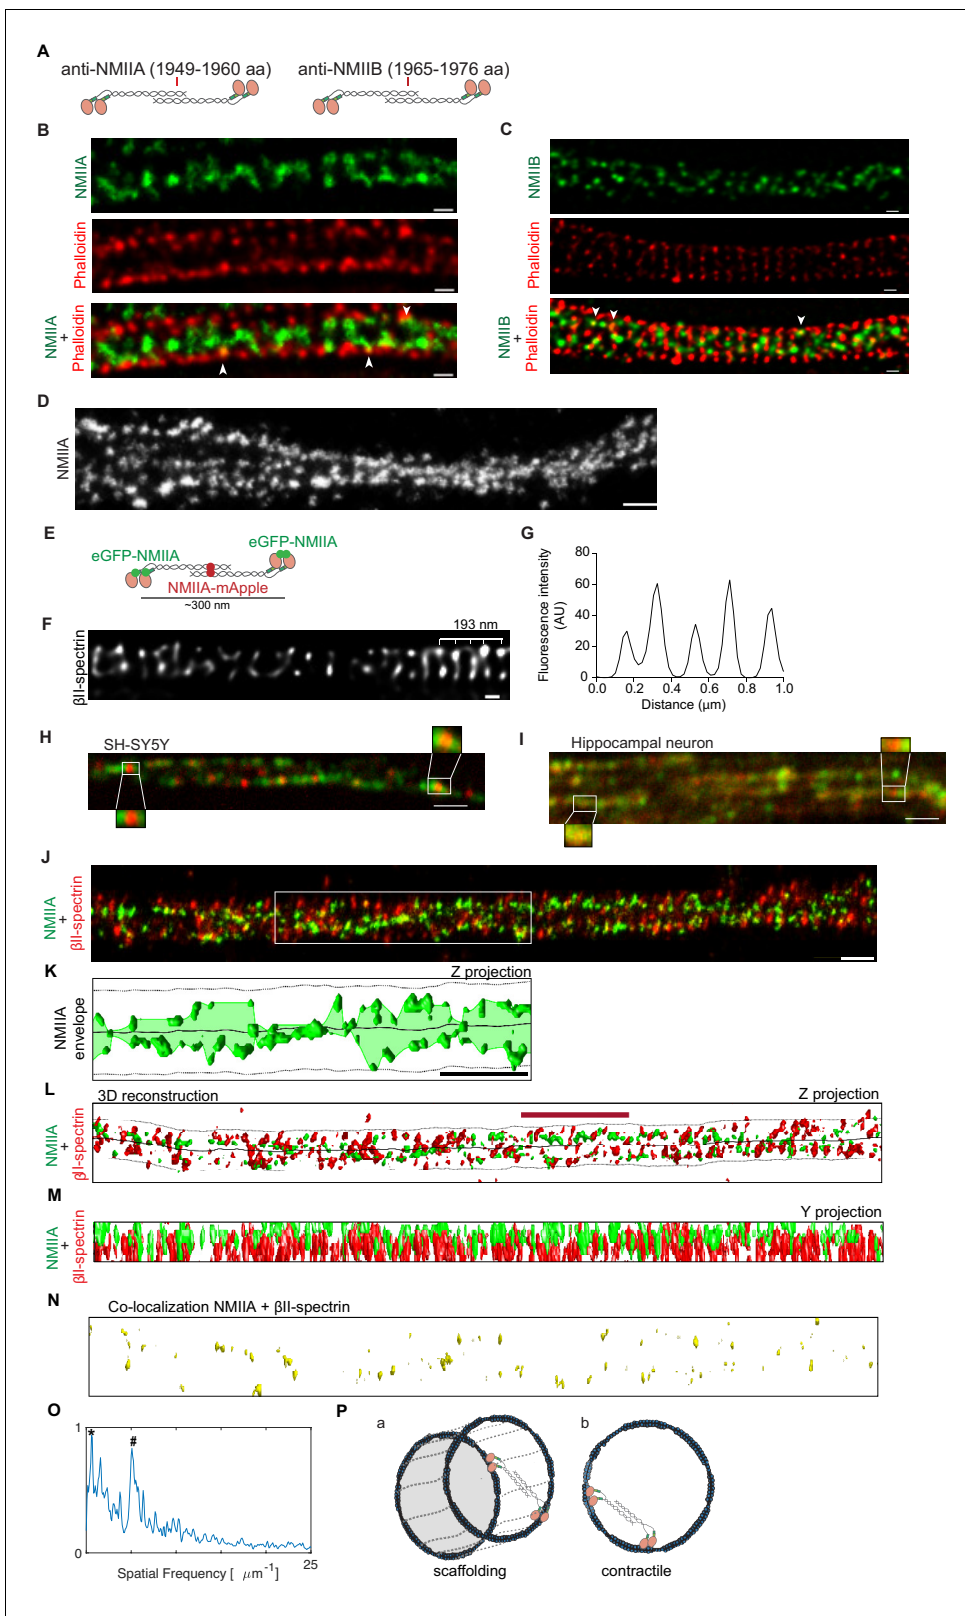 A
anti-NMIIA (1949-1960 aa)
anti-NMIIB (1965-1976 aa)
B
NMIIA
Phalloidin
NMIIA
+
Phalloidin
C
NMIIB
Phalloidin
NMIIB
+
Phalloidin
D
NMIIA
E
eGFP-NMIIA
eGFP-NMIIA
NMIIA-mApple
~300 nm
F
βII-spectrin
193 nm
G
Fluorescence intensity
(AU)
80
60
40
20
0
0.0
0.2
0.4
0.6
0.8
1.0
Distance (μm)
H
SH-SY5Y
I
Hippocampal neuron
J
NMIIA
+
βII-spectrin
K
Z projection
NMIIA
envelope
L
3D reconstruction
Z projection
NMIIA
+
βII-spectrin
M
Y projection
NMIIA
+
βII-spectrin
N
Co-localization NMIIA + βII-spectrin
O
1
*
#
0
25
Spatial Frequency [ μm⁻¹]
P
a
b
scaffolding
contractile